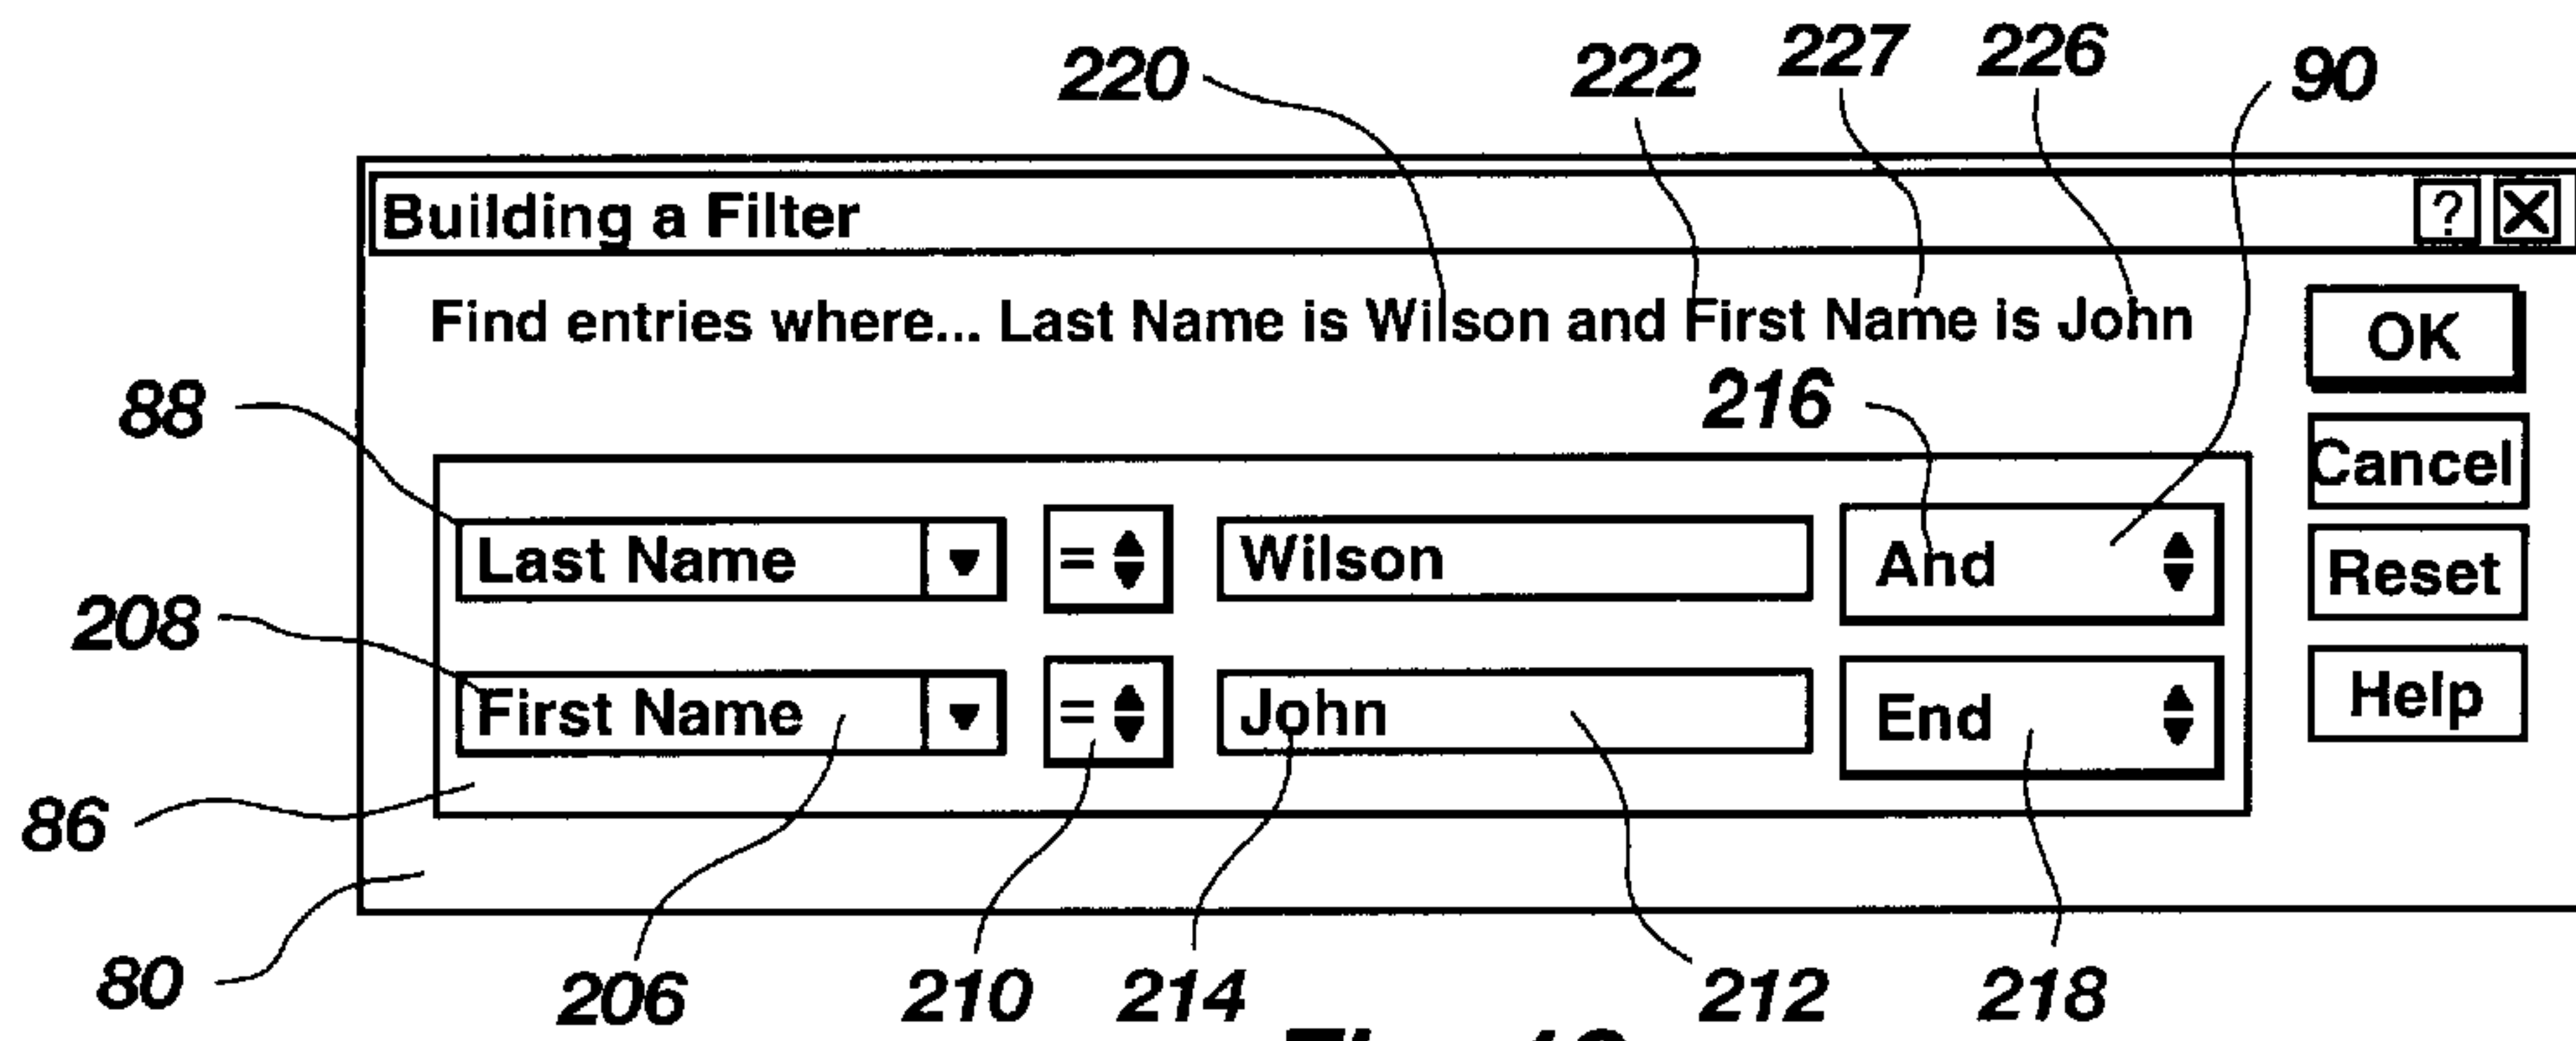 220 222 227 226 90
Building a Filter ?
Find entries where... Last Name is Wilson and First Name is John
OK
88
216
Cancel
Last Name = Wilson And
Reset
208
First Name = John End
Help
86
80
206 210 214 212 218